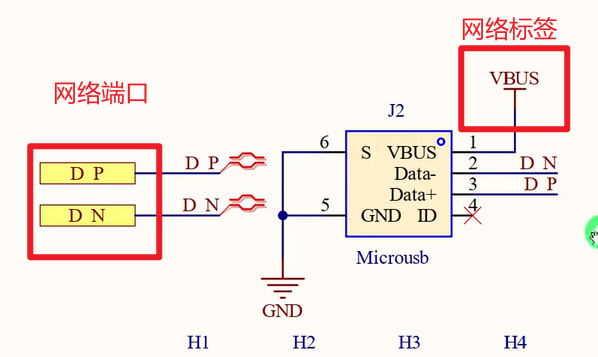 网络标签
VBUS
网络端口
J2
D P
D P
6
S VBUS
1
Data-
2
D N
Data+
3
D P
D N
D N
5
GND ID
4
Microusb
GND
H1 H2 H3 H4